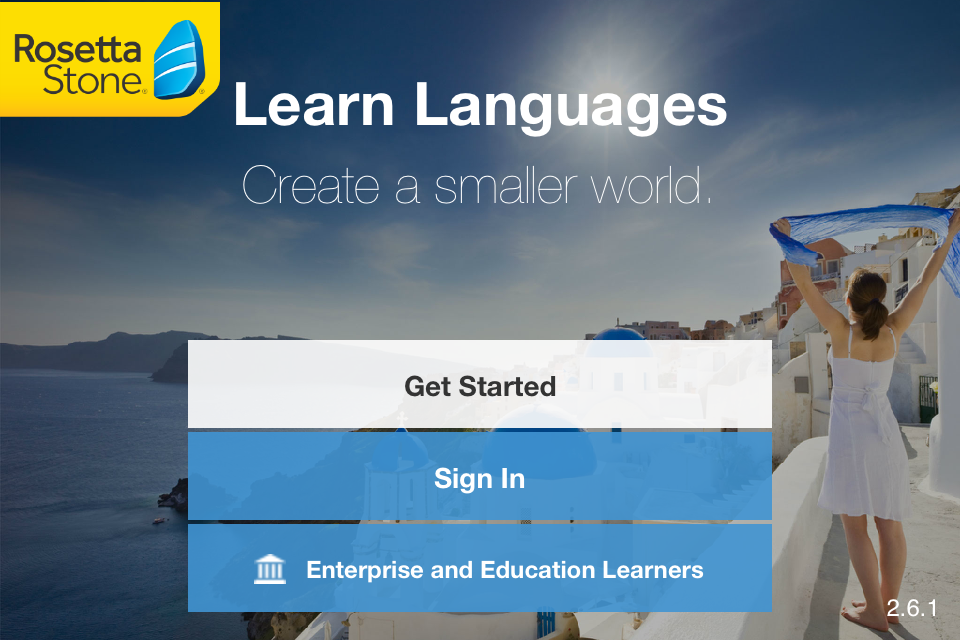 Rosetta
Stone®
Learn Languages
Create a smaller world.
Get Started
Sign In
Enterprise and Education Learners
2.6.1